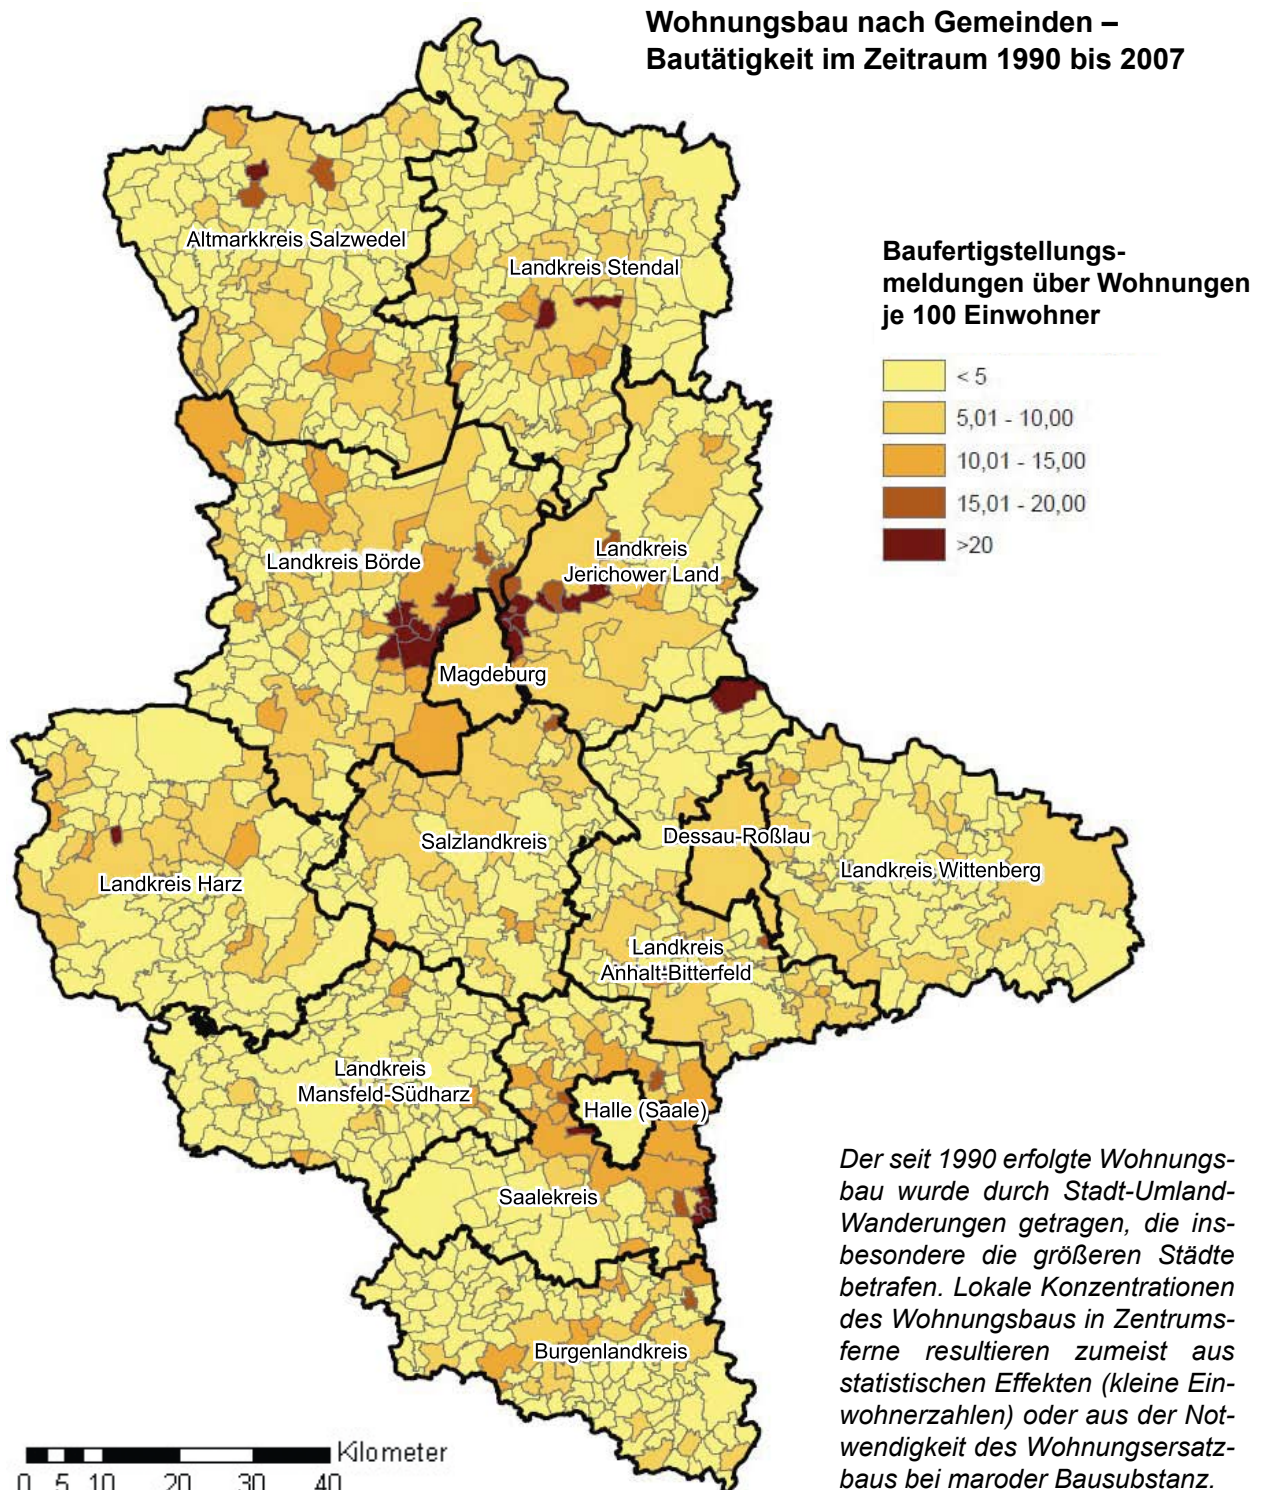 Wohnungsbau nach Gemeinden –
Bautätigkeit im Zeitraum 1990 bis 2007
Altmarkkreis Salzwedel
Landkreis Stendal
Baufertigstellungs-
meldungen über Wohnungen
je 100 Einwohner
< 5
5,01 - 10,00
10,01 - 15,00
15,01 - 20,00
>20
Landkreis Börde
Landkreis
Jerichower Land
Magdeburg
Salzlandkreis
Dessau-Roßlau
Landkreis Wittenberg
Landkreis Harz
Landkreis
Anhalt-Bitterfeld
Landkreis
Mansfeld-Südharz
Halle (Saale)
Saalekreis
Burgenlandkreis
Der seit 1990 erfolgte Wohnungs-
bau wurde durch Stadt-Umland-
Wanderungen getragen, die ins-
besondere die größeren Städte
betrafen. Lokale Konzentrationen
des Wohnungsbaus in Zentrums-
ferne resultieren zumeist aus
statistischen Effekten (kleine Ein-
wohnerzahlen) oder aus der Not-
wendigkeit des Wohnungsersatz-
baus bei maroder Bausubstanz.
Kilometer
0 5 10 20 30 40